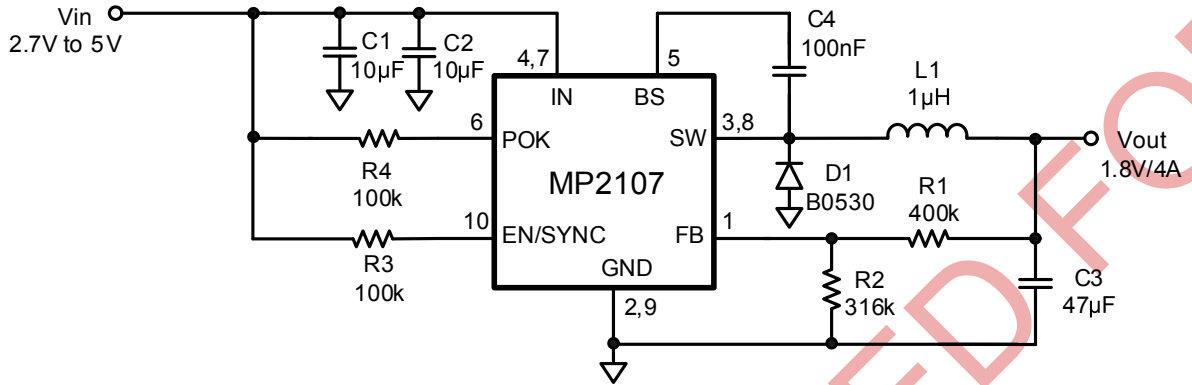 Vin
2.7V to 5V
C1
10µF
C2
10µF
4,7
5
C4
100nF
IN
BS
L1
1µH
6
POK
SW
3,8
R4
100k
MP2107
D1
B0530
Vout
1.8V/4A
R1
400k
10
EN/SYNC
FB
1
R3
100k
GND
2,9
R2
316k
C3
47µF
ED FO